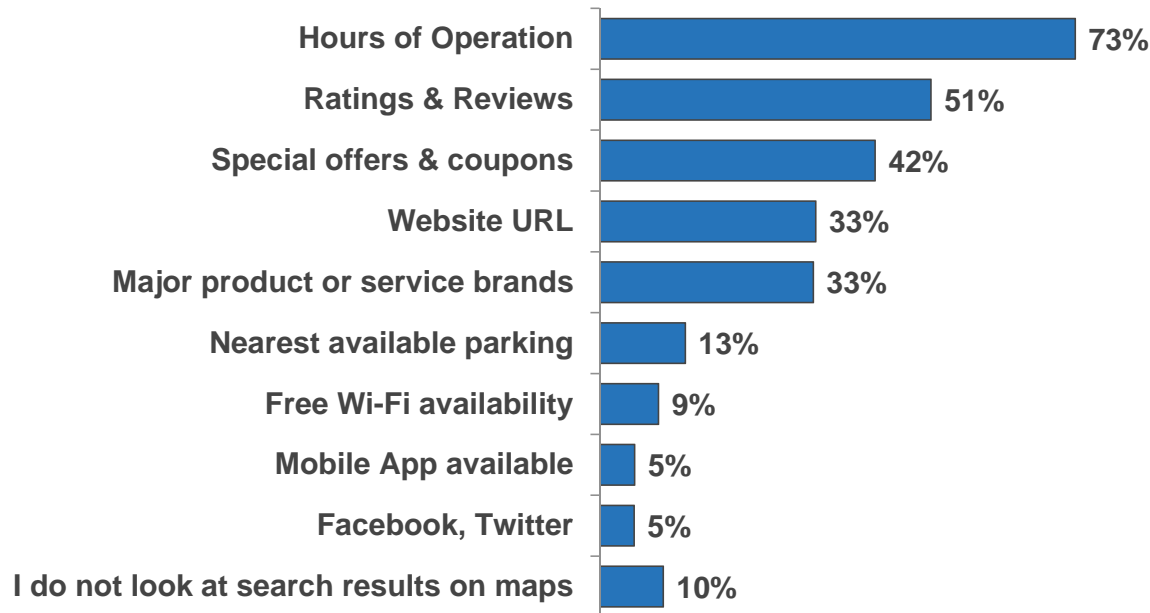 Hours of Operation 73%
Ratings & Reviews 51%
Special offers & coupons 42%
Website URL 33%
Major product or service brands 33%
Nearest available parking 13%
Free Wi-Fi availability 9%
Mobile App available 5%
Facebook, Twitter 5%
I do not look at search results on maps 10%